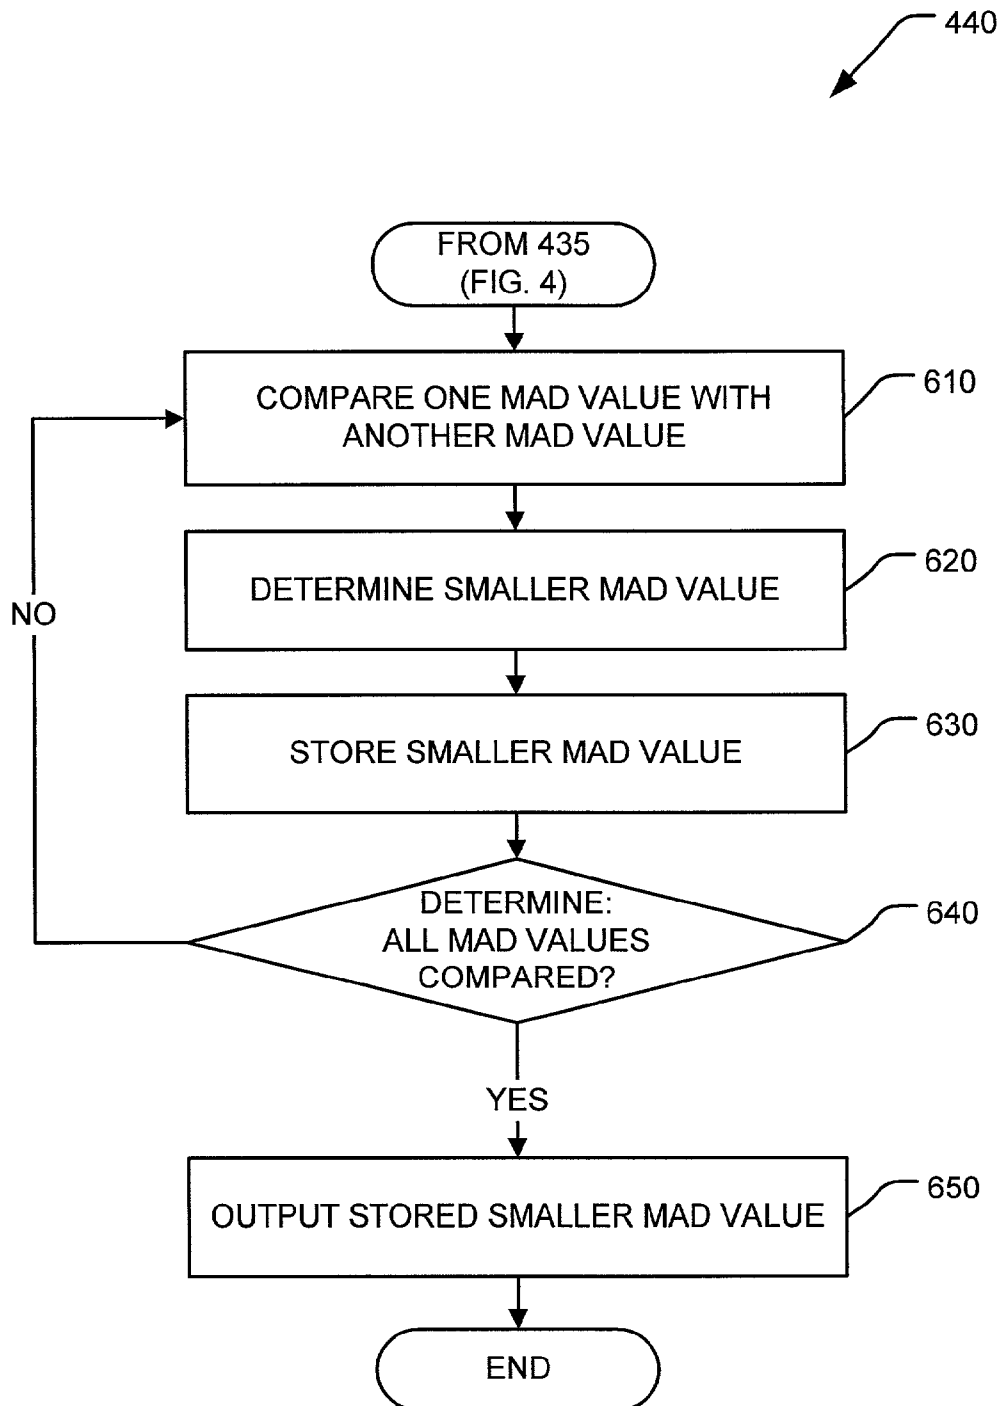 440
FROM 435
(FIG. 4)
COMPARE ONE MAD VALUE WITH
ANOTHER MAD VALUE
610
DETERMINE SMALLER MAD VALUE
620
STORE SMALLER MAD VALUE
630
NO
DETERMINE:
ALL MAD VALUES
COMPARED?
640
YES
OUTPUT STORED SMALLER MAD VALUE
650
END